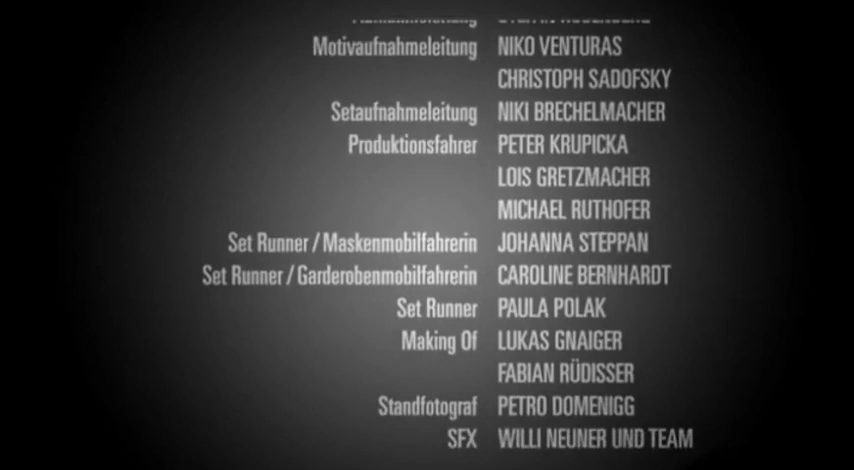 Motivaufnahmeleitung NIKO VENTURAS
CHRISTOPH SADOFSKY
Setaufnahmeleitung NIKI BRECHELMACHER
Produktionsfahrer PETER KRUPICKA
LOIS GRETZMACHER
MICHAEL RUTHOFER
Set Runner / Maskenmobilfahrerin JOHANNA STEPPAN
Set Runner / Garderobenmobilfahrerin CAROLINE BERNHARDT
Set Runner PAULA POLAK
Making Of LUKAS GNAIGER
FABIAN RÜDISSER
Standfotograf PETRO DOMENIGG
SFX WILLI NEUNER UND TEAM